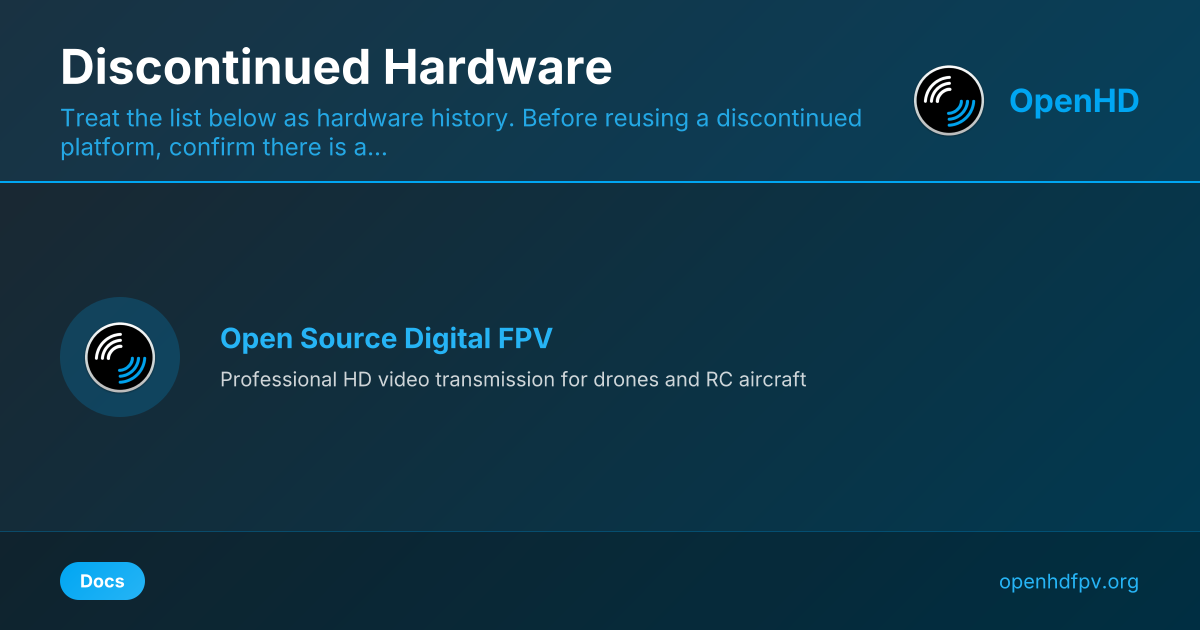 Discontinued Hardware
Treat the list below as hardware history. Before reusing a discontinued
platform, confirm there is a...
OpenHD
Open Source Digital FPV
Professional HD video transmission for drones and RC aircraft
Docs
openhdfpv.org